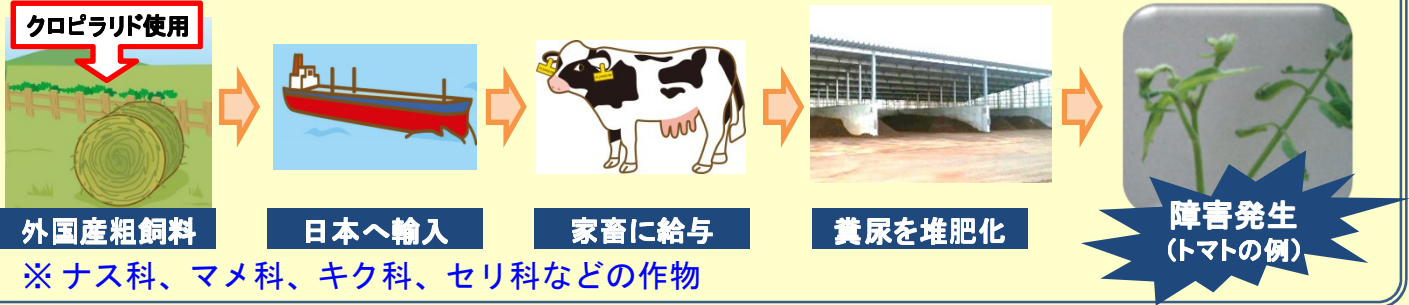 クロピラリド使用
外国産粗飼料
日本へ輸入
家畜に給与
糞尿を堆肥化
障害発生
(トマトの例)
※ナス科、マメ科、キク科、セリ科などの作物